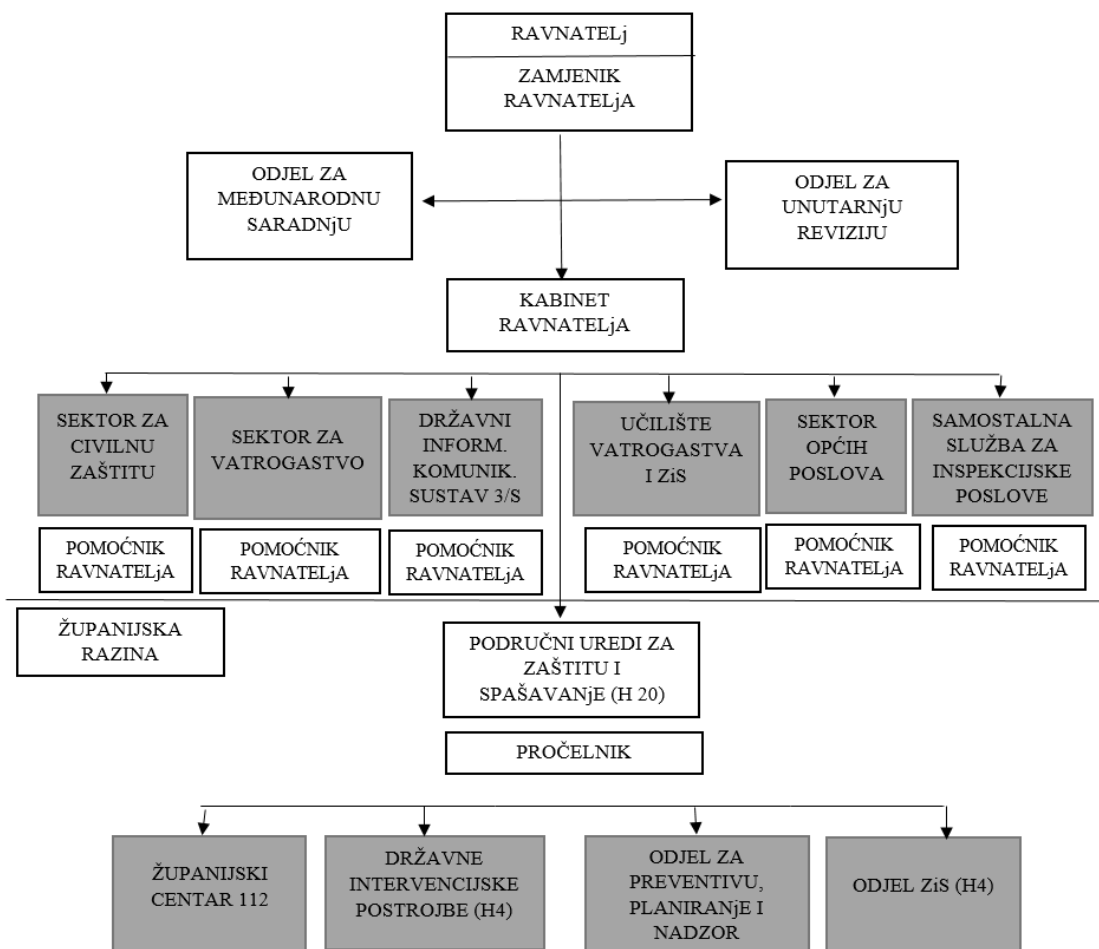 RAVNATELj
ZAMJENIK
RAVNATELjA
ODJEL ZA
MEĐUNARODNU
SARADNjU
ODJEL ZA
UNUTARNjU
REVIZIJU
KABINET
RAVNATELjA
SEKTOR ZA
CIVILNU
ZAŠTITU
SEKTOR ZA
VATROGASTVO
DRŽAVNI
INFORM.
KOMUNIK.
SUSTAV 3/S
UČILIŠTE
VATROGASTVA
I ZiS
SEKTOR
OPĆIH
POSLOVA
SAMOSTALNA
SLUŽBA ZA
INSPEKCIJSKE
POSLOVE
POMOĆNIK
RAVNATELjA
POMOĆNIK
RAVNATELjA
POMOĆNIK
RAVNATELjA
POMOĆNIK
RAVNATELjA
POMOĆNIK
RAVNATELjA
POMOĆNIK
RAVNATELjA
ŽUPANIJSKA
RAZINA
PODRUČNI UREDI ZA
ZAŠTITU I
SPAŠAVANjE (H 20)
PROČELNIK
ŽUPANIJSKI
CENTAR 112
DRŽAVNE
INTERVENCIJSKE
POSTROJBE (H4)
ODJEL ZA
PREVENTIVU,
PLANIRANjE I
NADZOR
ODJEL ZiS (H4)